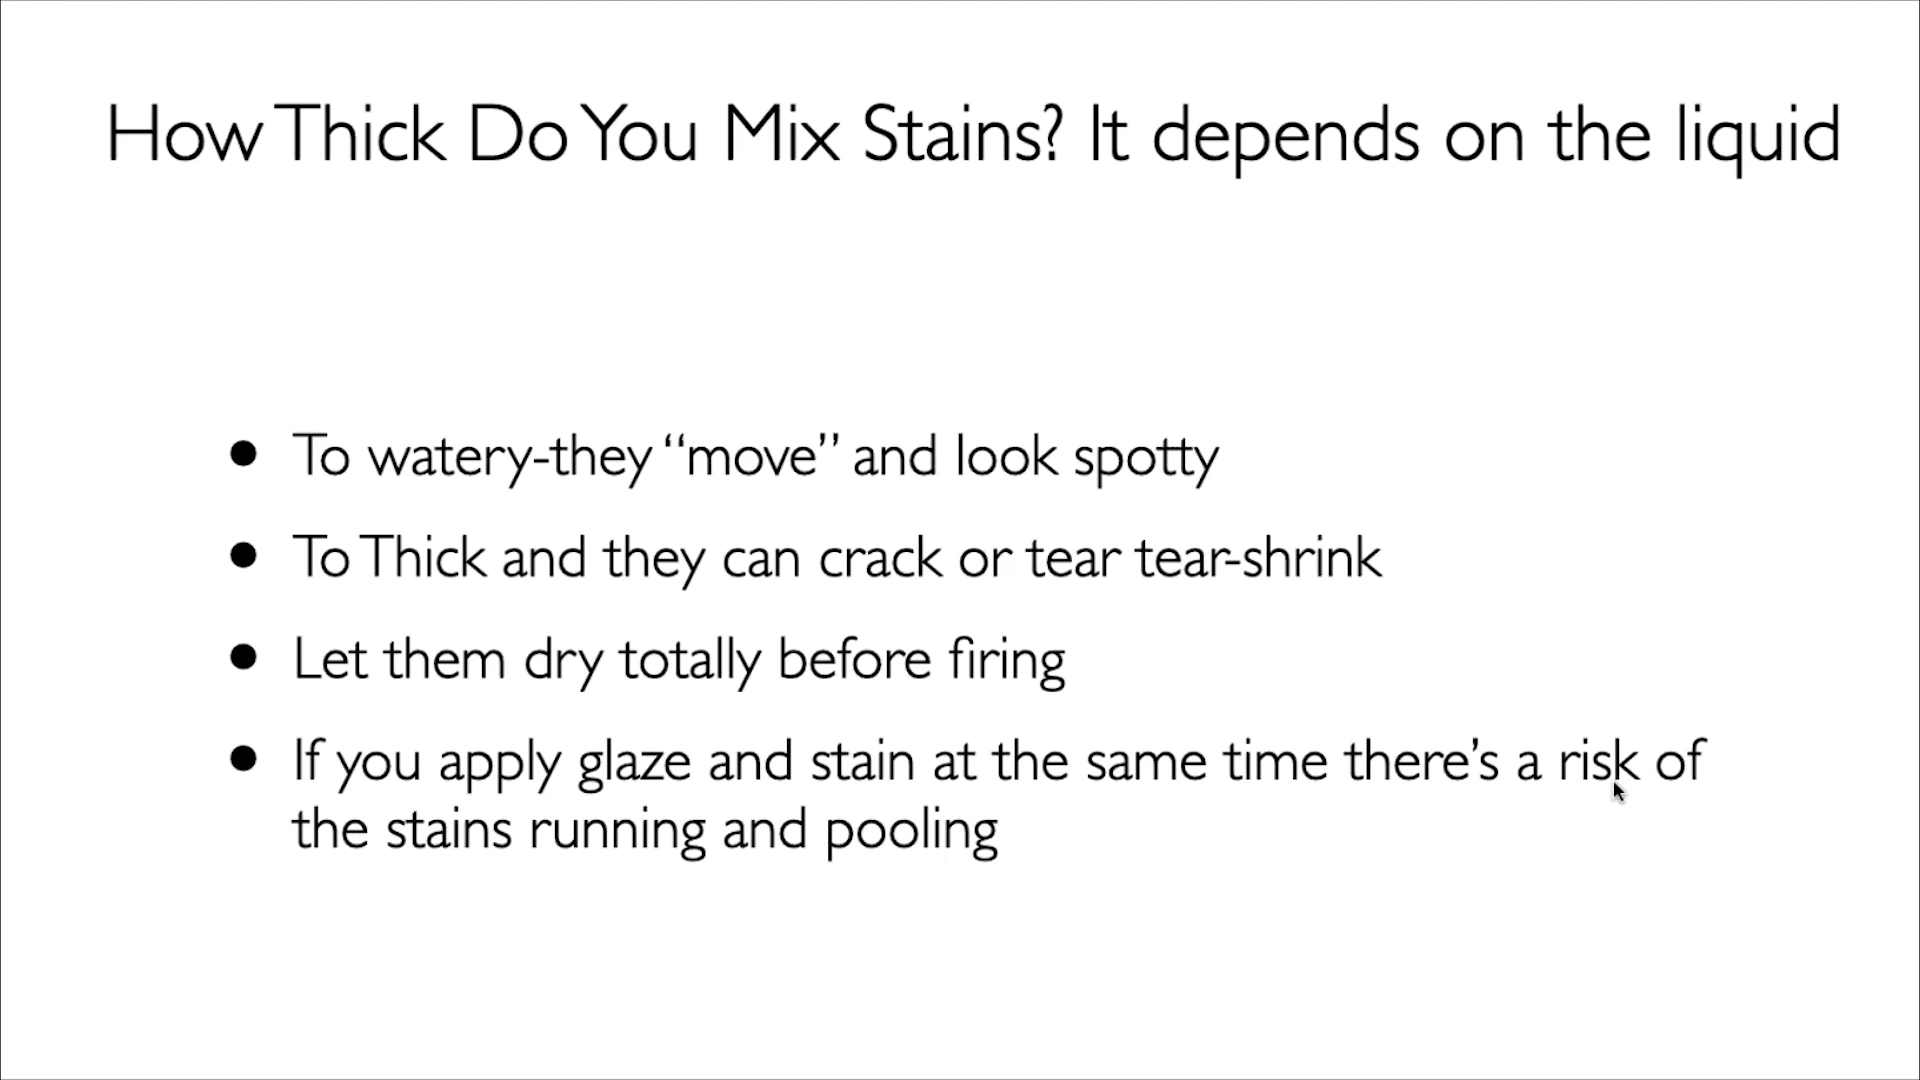 How Thick Do You Mix Stains? It depends on the liquid
• To watery-they “move” and look spotty
• To Thick and they can crack or tear tear-shrink
• Let them dry totally before firing
• If you apply glaze and stain at the same time there’s a risk of
the stains running and pooling